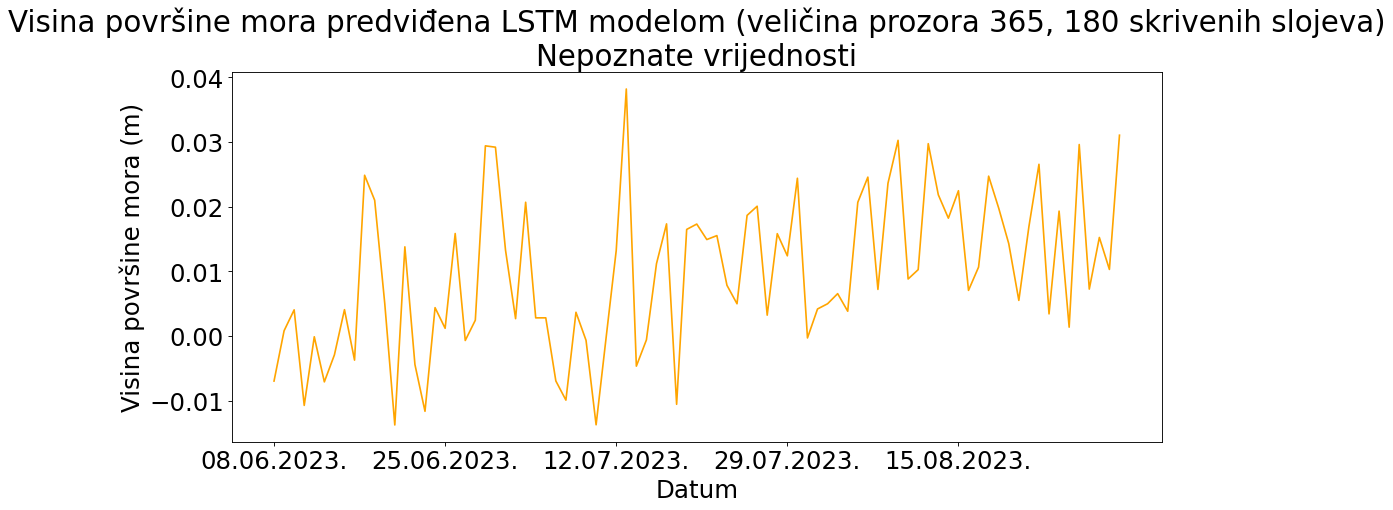 Visina površine mora predviđena LSTM modelom (veličina prozora 365, 180 skrivenih slojeva)
Nepoznate vrijednosti
Visina površine mora (m)
0.04
0.03
0.02
0.01
0.00
−0.01
08.06.2023. 25.06.2023. 12.07.2023. 29.07.2023. 15.08.2023.
Datum